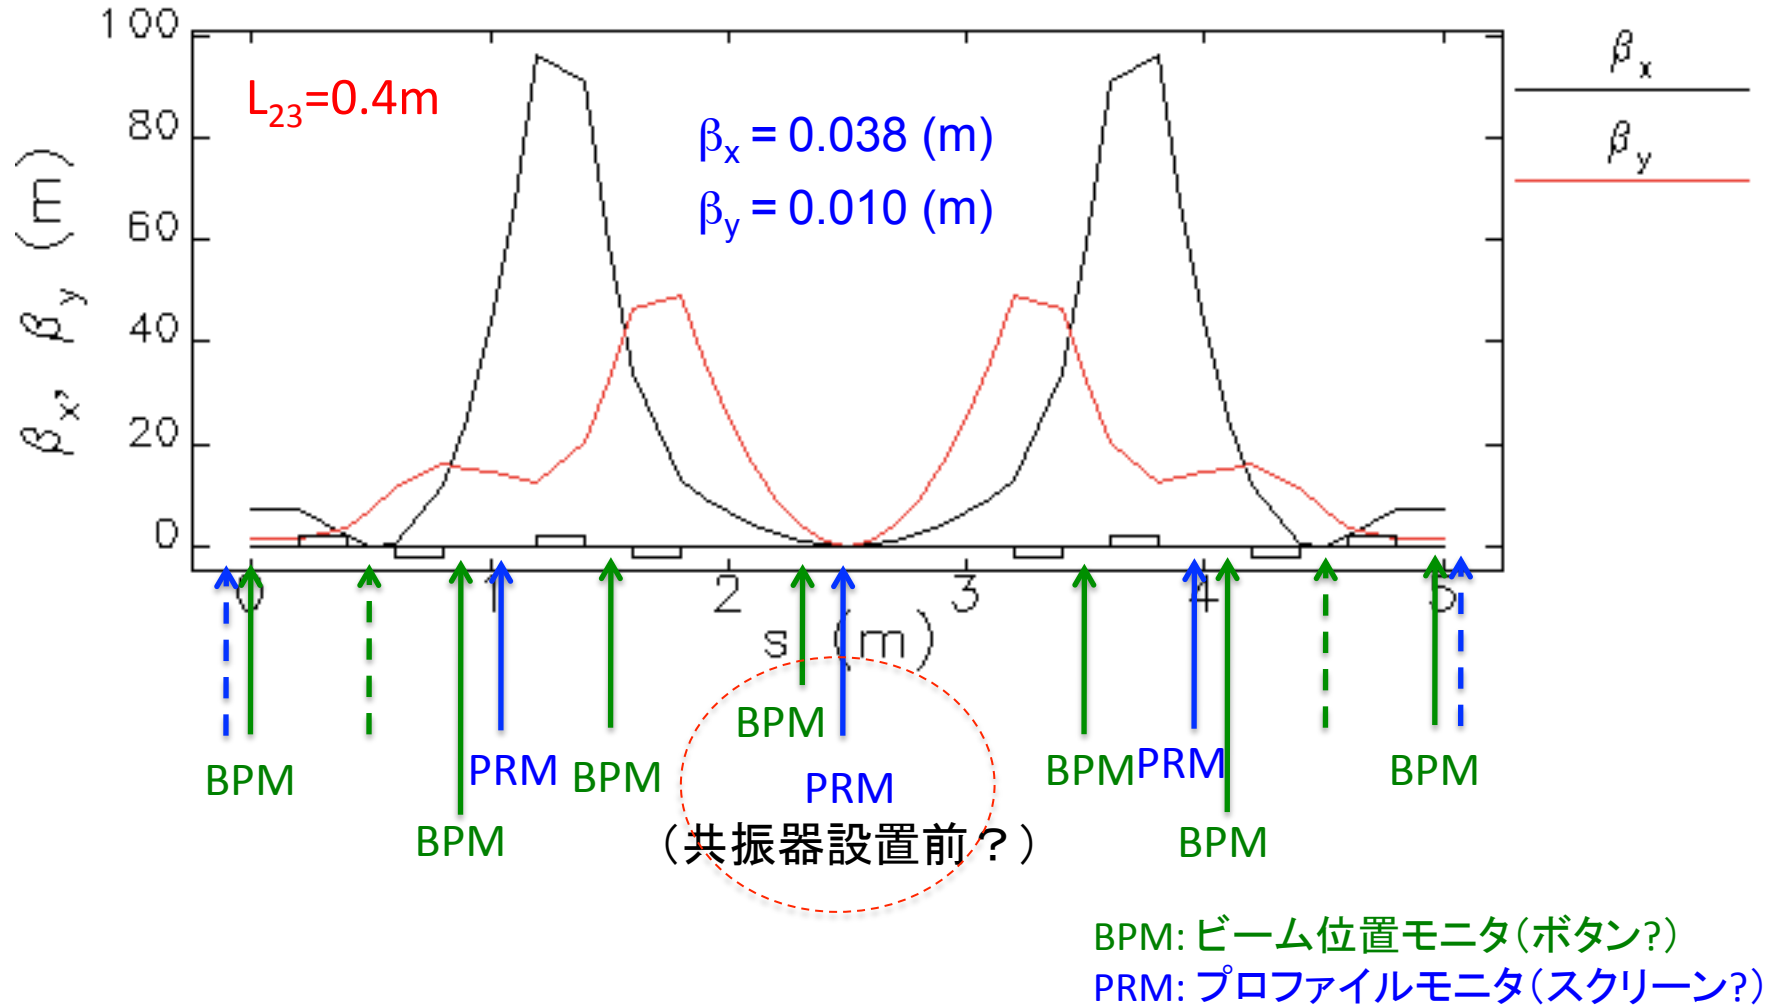 100
80
60
40
20
0
βx, βy (m)
L23=0.4m
βx = 0.038 (m)
βy = 0.010 (m)
βx
βy
0 1 2 3 4 5
s (m)
BPM
BPM
PRM
BPM
BPM
PRM
(共振器設置前？)
BPM
PRM
BPM
BPM
BPM: ビーム位置モニタ(ボタン?)
PRM: プロファイルモニタ(スクリーン?)